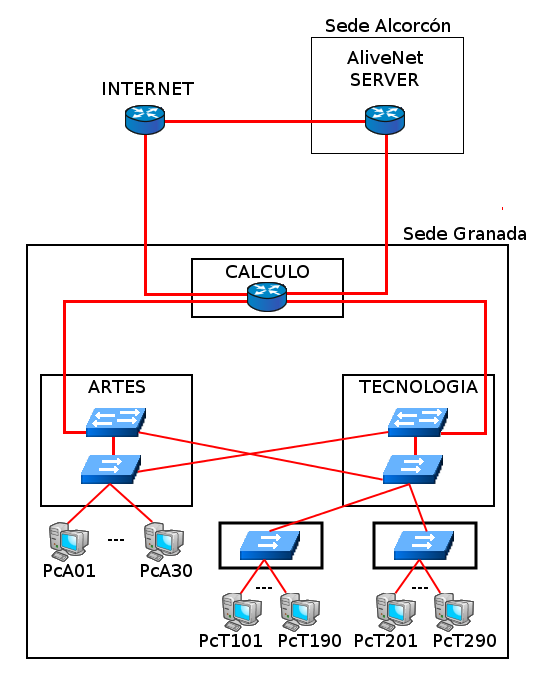 Sede Alcorcón
AliveNet
SERVER
INTERNET
Sede Granada
CALCULO
ARTES
TECNOLOGIA
PcA01
---
PcA30
---
---
PcT101
PcT190
PcT201
PcT290